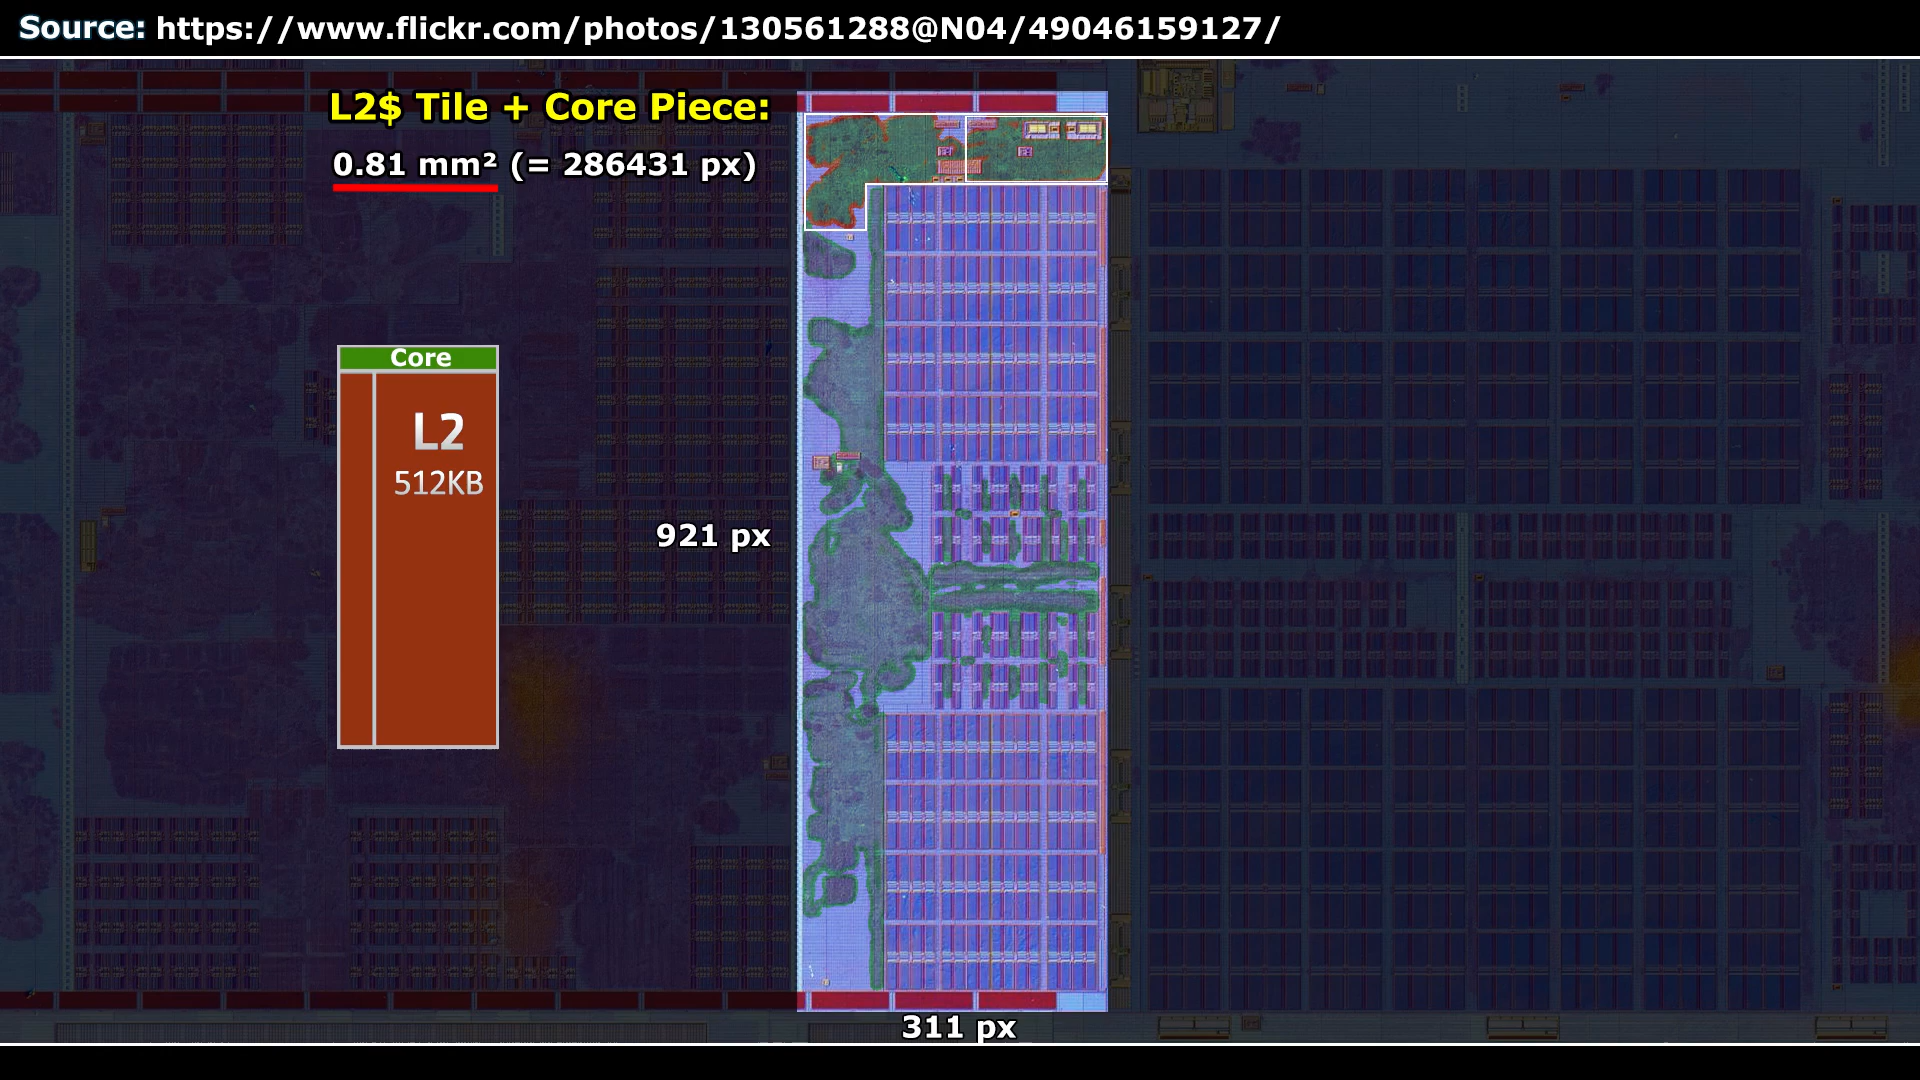 Source: https://www.flickr.com/photos/130561288@N04/49046159127/
L2$ Tile + Core Piece:
0.81 mm² (= 286431 px)
Core
L2
512KB
921 px
311 px